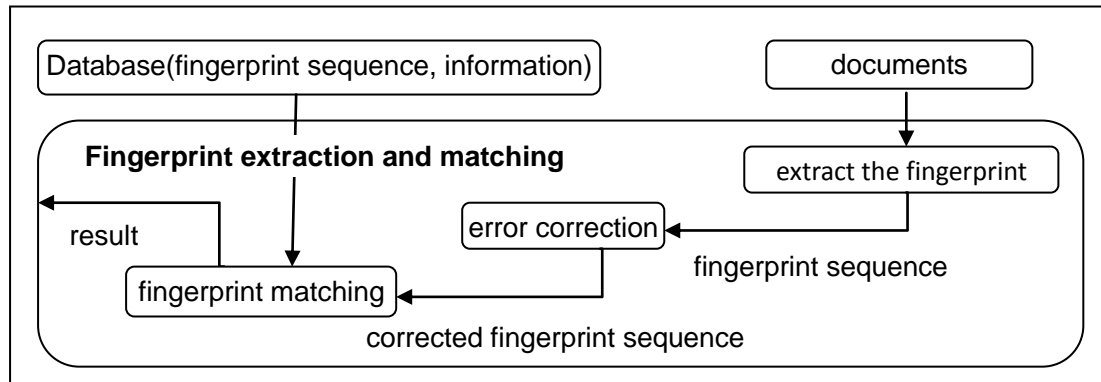 Database(fingerprint sequence, information)
documents
Fingerprint extraction and matching
extract the fingerprint
error correction
result
fingerprint sequence
fingerprint matching
corrected fingerprint sequence